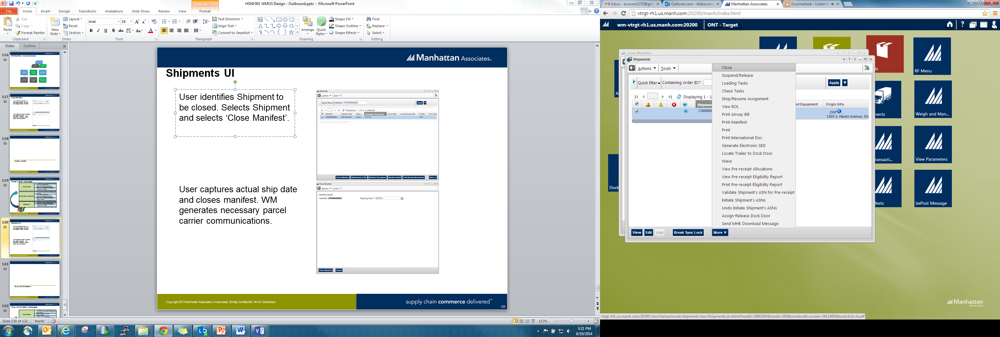 HSNI 001 WMOS Design - Outbound.pptx - Microsoft PowerPoint
Drawing Tools
File
Home
Insert
Design
Transitions
Animations
Slide Show
Review
View
Format
Paste
Cut
Copy
Format Painter
Clipboard
New
Slide
Layout
Reset
Section
Slides
Arial
18
Font
Text Direction
Align Text
Convert to SmartArt
Paragraph
Arrange
Quick
Styles
Shape Fill
Shape Outline
Shape Effects
Drawing
Find
Replace
Select
Editing
Slides
Outline
116
117
118
Close Trailer
119
Close Trailer Templates
120
Shipments UI
121
Ship Confirmation
122
Ship Confirmation Templates
Manhattan Associates.
Shipments UI
User identifies Shipment to
be closed. Selects Shipment
and selects ‘Close Manifest’.
User captures actual ship date
and closes manifest. WM
generates necessary parcel
carrier communications.
Manifests
Actions
Tools
Quick filter
Manifest:
UPS000000062
Apply
Displaying 1 - 1 of 1 (1 selected)
Manifest
Manifest Type
Status
Scheduled Pickup Date
Close Date
Actual Pickup Date
Facility
Zone Skip
UPS000000062
UPS Manifest
Open
8/13/14
ONT
Close Manifest
Manifested oLPNs
Manifest Exceptions
Manifest Detail
Print Hazmat Documents
More
Close Manifest
Actions
Tools
Manifest Detail
Manifest: UPS000000062
Shipping Date:* 8/13/14
Close Manifest
Cancel
Copyright 2013 Manhattan Associates, Incorporated. Strictly Confidential. Not for Distribution.
supply chain commerce delivered™
120
Slide 120 of 122
"blank"
117%
3:21 PM
8/19/2014
Inbox - bcoram1275@gm
Outlook.com - blake.cora
Manhattan Associates
Grooveshark - Listen to
vtrgt-rh1.us.manh.com:20200/manh/index.html
wm-vtrgt-rh1.us.manh.com:20200
ONT - Target
Close Manifest
Shipments
Actions
Tools
Quick filter
Containing order ID:*
Apply
Displaying 1 - 1
Shipmen
ed Equipment
Origin Info.
CS0000
ONT ,
1505 S. Haven Avenue, On
Close
Suspend/Release
Loading Tasks
Chase Tasks
Stop/Resume Assignment
View BOL
Print Airway Bill
Print Manifest
Print
Print International Doc
Generate Electronic SED
Locate Trailer to Dock Door
Wave
View Pre-receipt Allocations
View Pre-receipt Eligibility Report
Print Pre-receipt Eligibility Report
Validate Shipment's ASN for Pre-receipt
Initiate Shipment's ASNs
Undo Initiate Shipment's ASNs
Assign-Release Dock Door
Send MHE Download Message
View
Edit
Add
Break Sync Lock
More
Ns
RF Menu
ments
Weigh and Man...
ransacti...
View Parameters
fests
bePost Message
Dock
Manhattan
Associates.
vtrgt-rh1.us.manh.com:20200/cbo/transactional/shipment/view/ShipmentList.xhtml?tranId=3600200&tranId=200&windowId=screen-3411400&backclick=true#